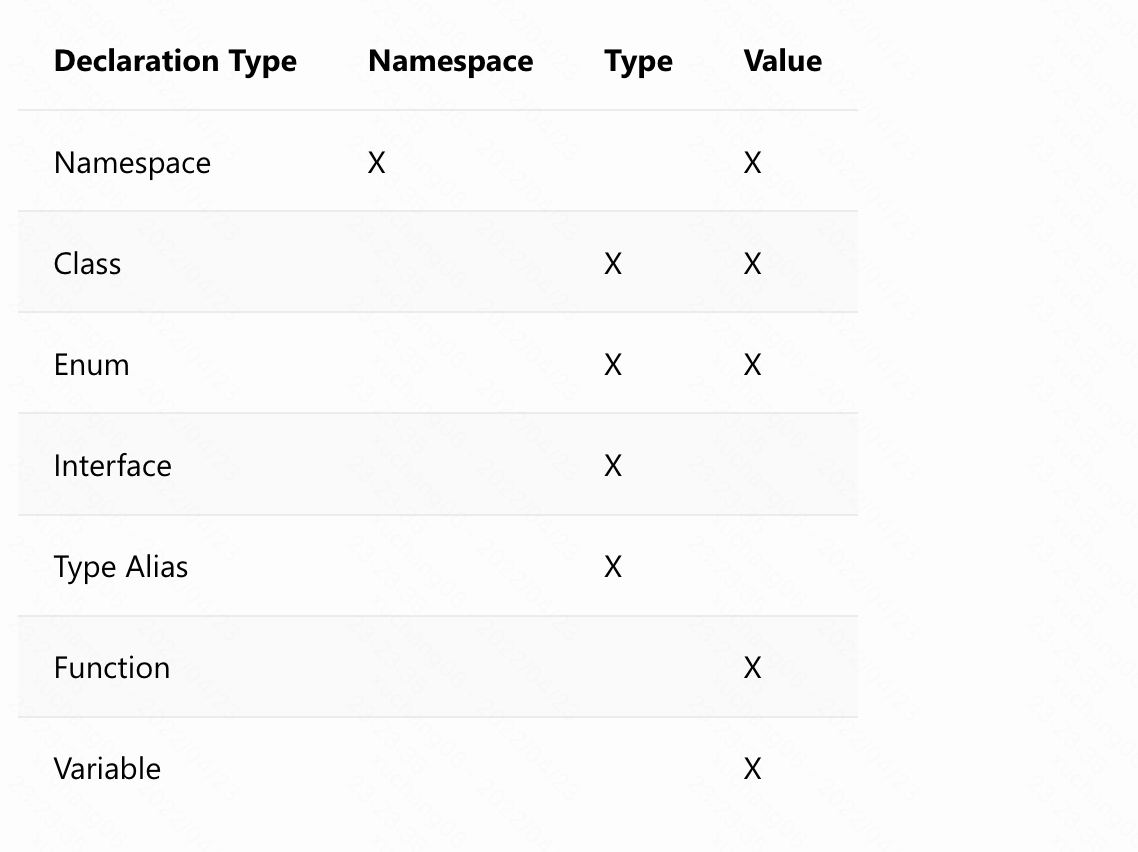 Declaration Type Namespace Type Value
Namespace X X
Class X X
Enum X X
Interface X
Type Alias X
Function X
Variable X